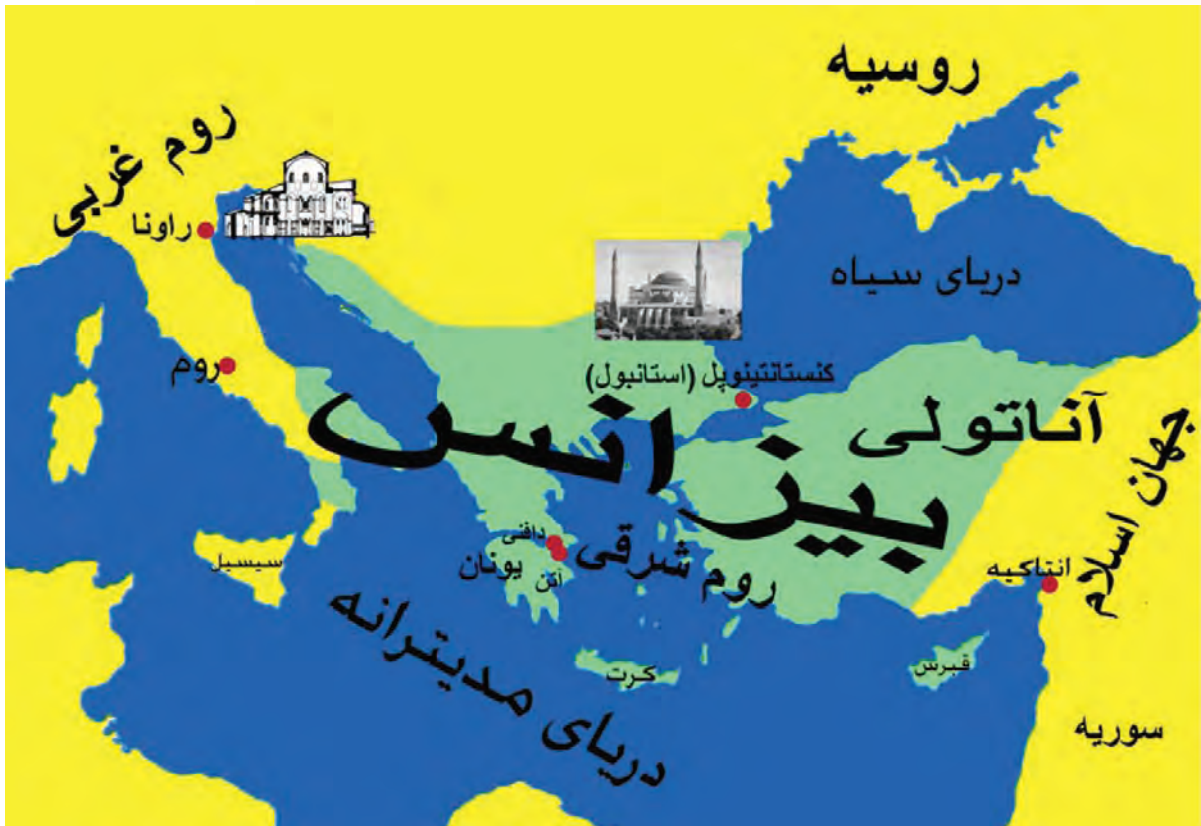 روسیه
روم غربی
راونا
دریای سیاه
روم
کنستانتینوپل (استانبول)
بیزانس
آناتولی
جهان اسلام
دافنی
آتن
یونان
روم شرقی
انتاکیه
سیسیل
دریای مدیترانه
کرت
قبرس
سوریه